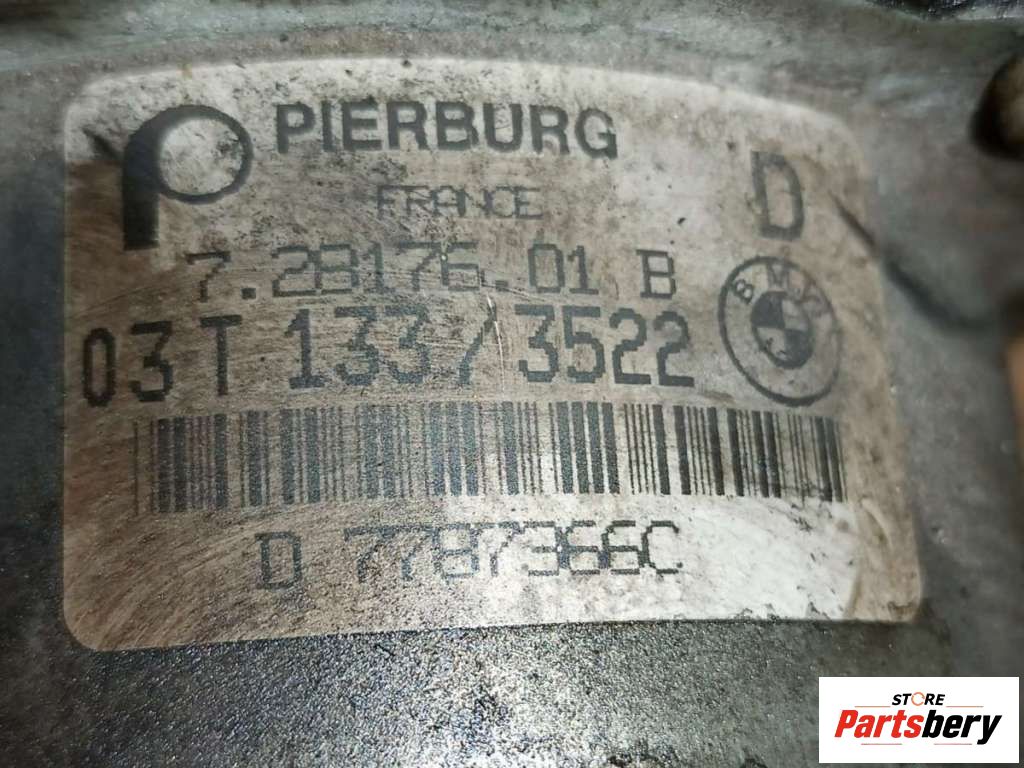 PIERBURG
D
FRANCE
7.28176.01 B
BMW
03T 133/3522
D 7787366C
STORE
Partsbery